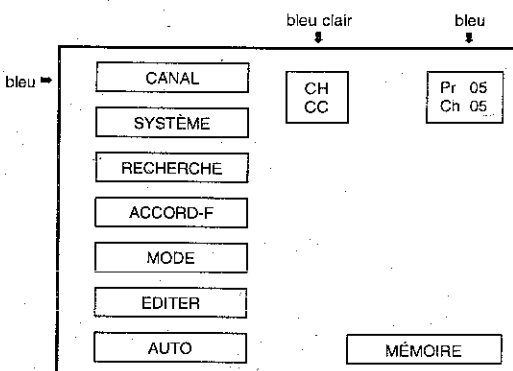 bleu clair
bleu
bleu
CANAL
CH
CC
Pr 05
Ch 05
SYSTÈME
RECHERCHE
ACCORD-F
MODE
EDITER
AUTO
MÉMOIRE